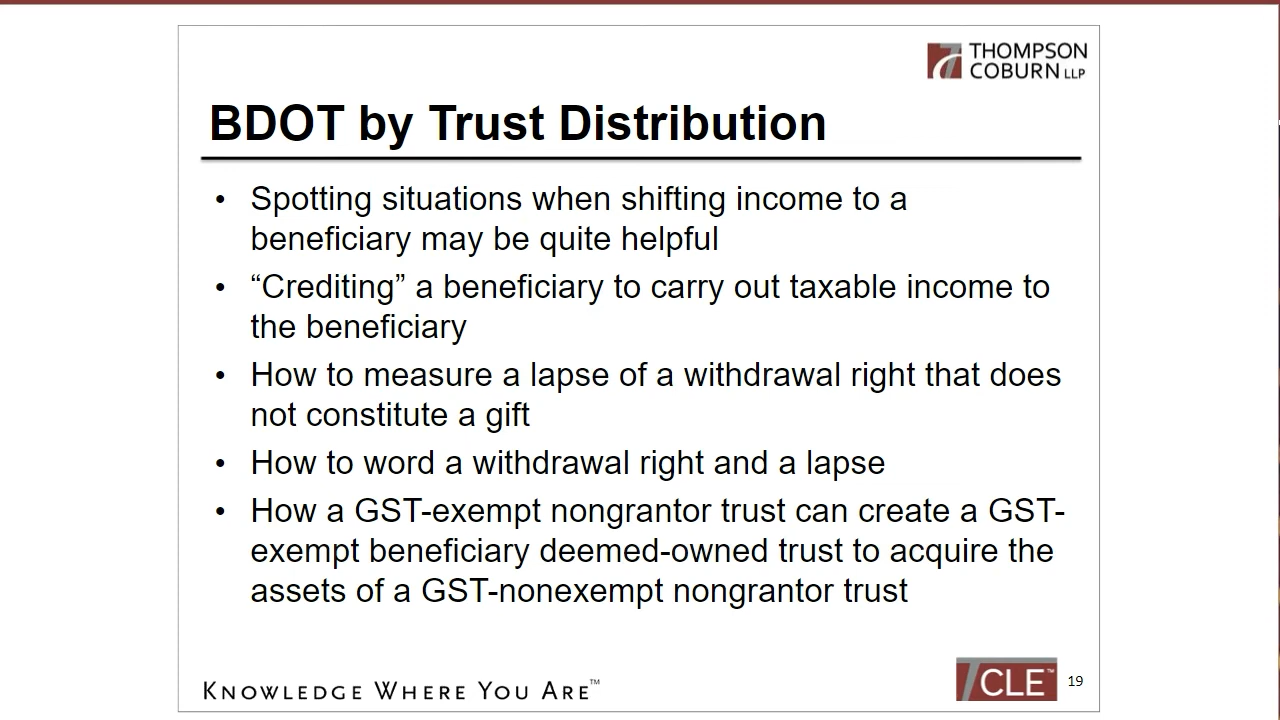 THOMPSON
COBURN LLP
BDOT by Trust Distribution
• Spotting situations when shifting income to a
beneficiary may be quite helpful
• “Crediting” a beneficiary to carry out taxable income to
the beneficiary
• How to measure a lapse of a withdrawal right that does
not constitute a gift
• How to word a withdrawal right and a lapse
• How a GST-exempt nongrantor trust can create a GST-
exempt beneficiary deemed-owned trust to acquire the
assets of a GST-nonexempt nongrantor trust
KNOWLEDGE WHERE YOU ARE™
CLE™
19